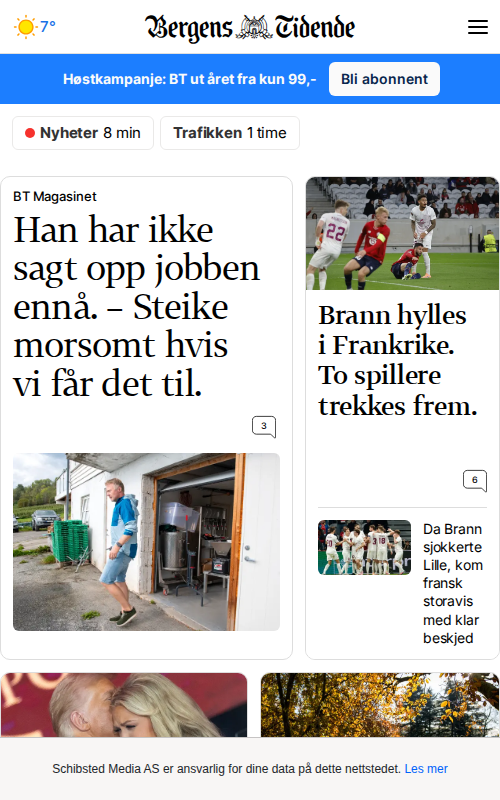 7°
Bergens Tidende
Høstkampanje: BT ut året fra kun 99,-
Bli abonnent
Nyheter 8 min
Trafikken 1 time
BT Magasinet
Han har ikke
sagt opp jobben
ennå. – Steike
morsomt hvis
vi får det til.
3
22
Brann hylles
i Frankrike.
To spillere
trekkes frem.
6
Da Brann
sjokkerte
Lille, kom
fransk
storavis
med klar
beskjed
Schibsted Media AS er ansvarlig for dine data på dette nettstedet. Les mer